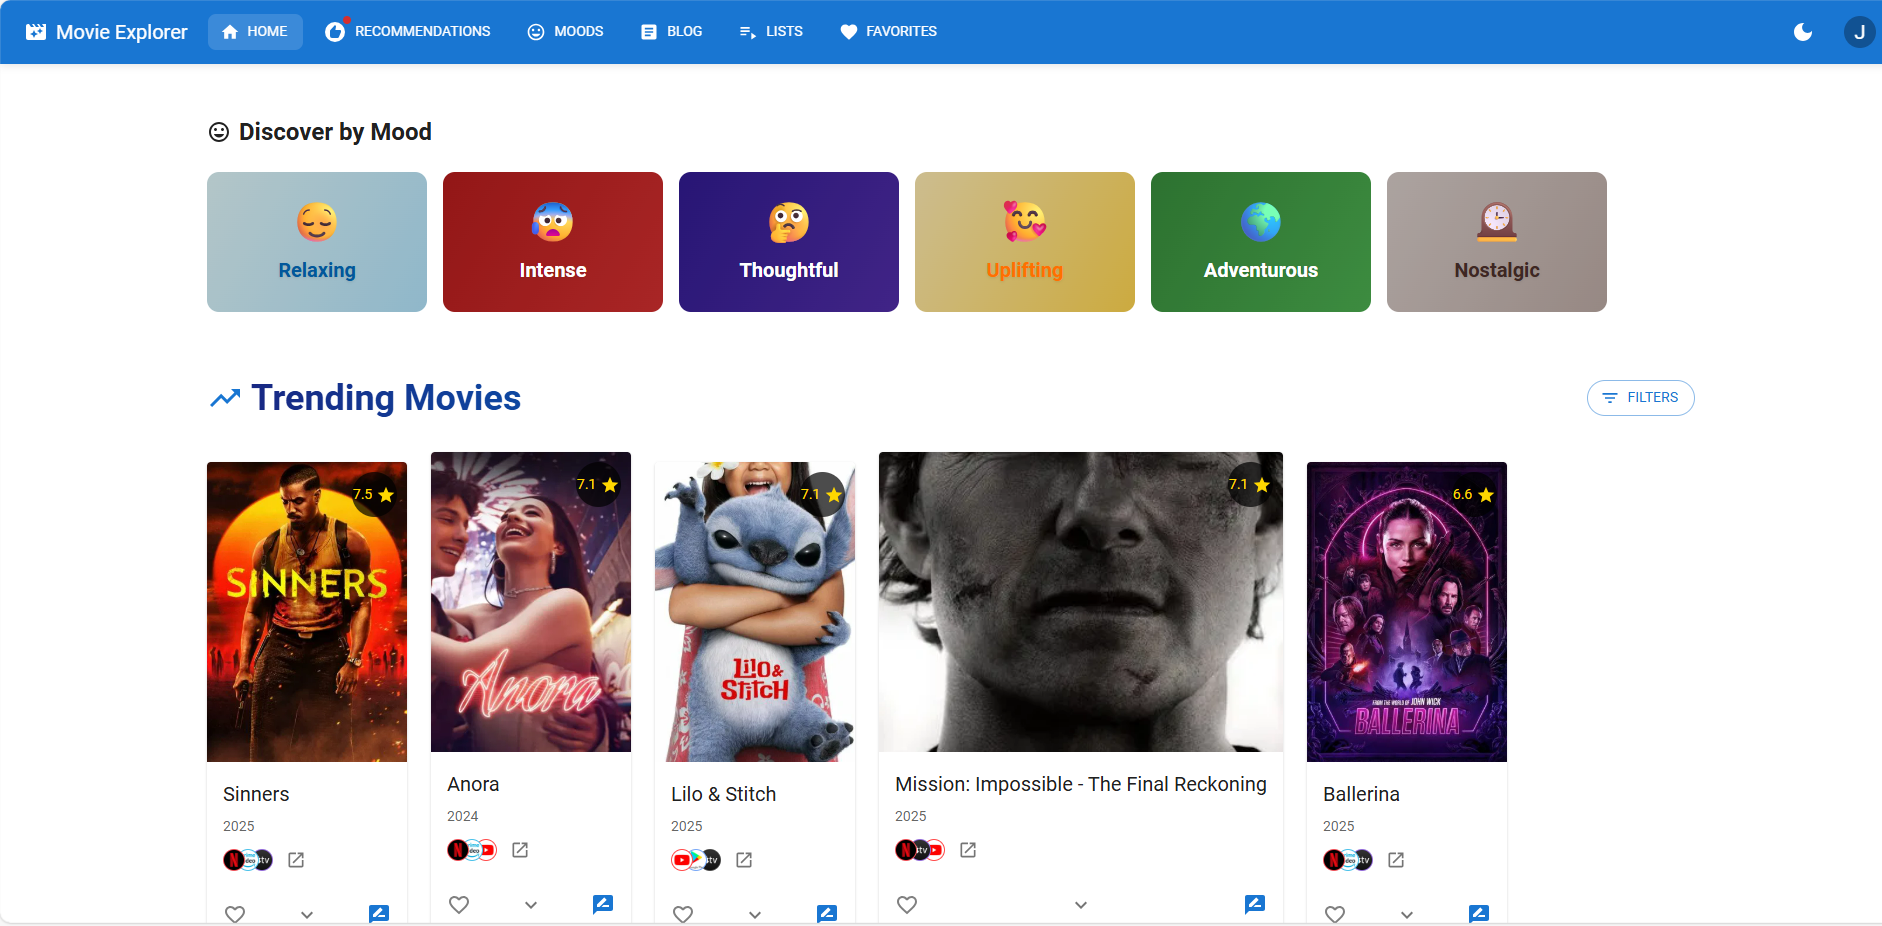 Movie Explorer
HOME
RECOMMENDATIONS
MOODS
BLOG
LISTS
FAVORITES
J
Discover by Mood
Relaxing
Intense
Thoughtful
Uplifting
Adventurous
Nostalgic
Trending Movies
FILTERS
7.5
SINNERS
Sinners
2025
7.1
Anora
Anora
2024
7.1
LILO &
STITCH
Lilo & Stitch
2025
7.1
Mission: Impossible - The Final Reckoning
2025
6.6
FROM THE WORLD OF JOHN WICK
BALLERINA
Ballerina
2025